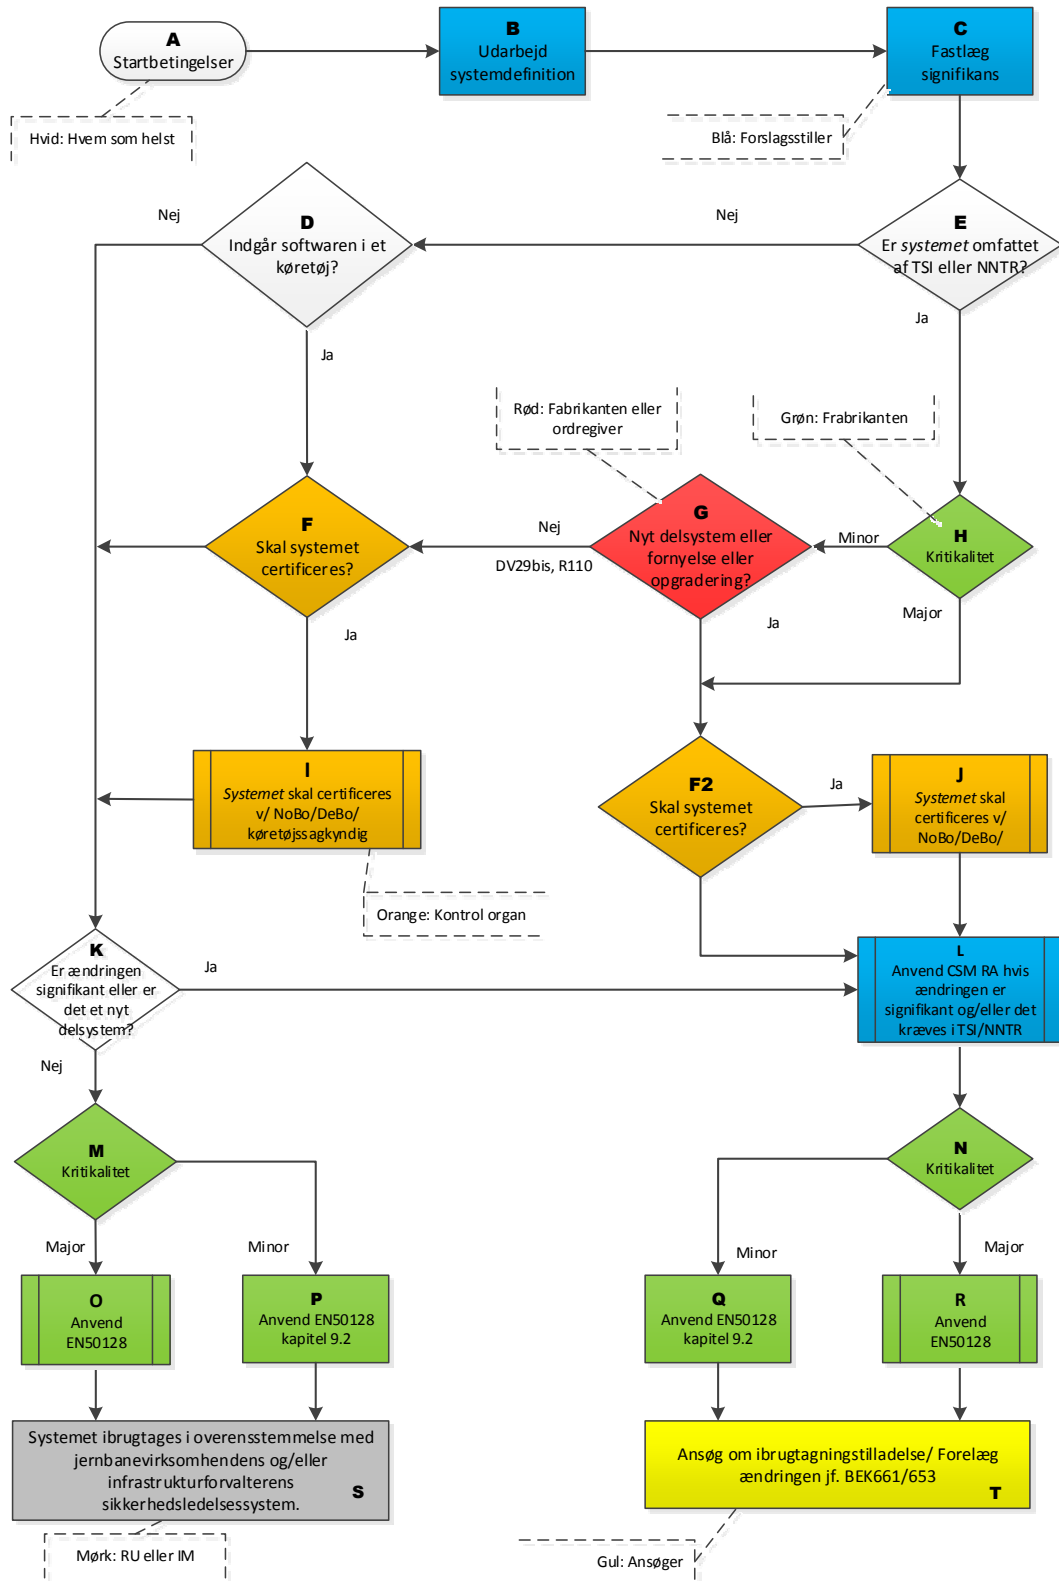 A
Startbetingelser
B
Udarbejd
systemdefinition
C
Fastlæg
signifikans
Hvid: Hvem som helst
Blå: Forslagsstiller
Nej
D
Indgår softwaren i et
køretøj?
Nej
E
Er systemet omfattet
af TSI eller NNTR?
Ja
Ja
Rød: Fabrikanten eller
ordregiver
Grøn: Frabrikanten
F
Skal systemet
certificeres?
Nej
DV29bis, R110
G
Nyt delsystem eller
fornyelse eller
opgradering?
Minor
H
Kritikalitet
Ja
Ja
Major
I
Systemet skal certificeres
v/ NoBo/DeBo/
køretøjssagkyndig
F2
Skal systemet
certificeres?
Ja
J
Systemet skal
certificeres v/
NoBo/DeBo/
Orange: Kontrol organ
K
Er ændringen
signifikant eller er
det et nyt
delsystem?
Ja
L
Anvend CSM RA hvis
ændringen er
signifikant og/eller det
kræves i TSI/NNTR
Nej
M
Kritikalitet
N
Kritikalitet
Major
Minor
Minor
Major
O
Anvend
EN50128
P
Anvend EN50128
kapitel 9.2
Q
Anvend EN50128
kapitel 9.2
R
Anvend
EN50128
Systemet ibrugtages i overensstemmelse med
jernbanevirksomhendens og/eller
infrastrukturforvalterens
sikkerhedsledelsessystem.
S
Ansøg om ibrugtagningstilladelse/ Forelæg
ændringen jf. BEK661/653
T
Mørk: RU eller IM
Gul: Ansøger